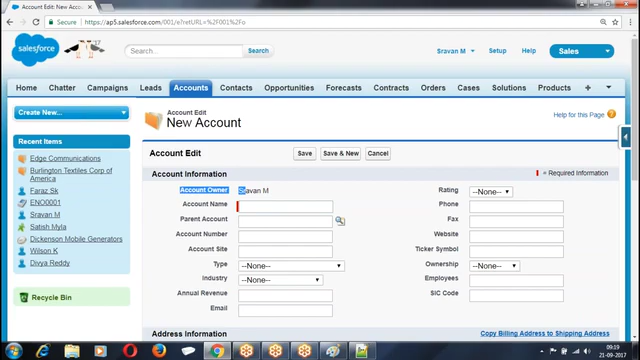 Account Edit: New Accoun
Secure
https://ap5.salesforce.com/001/e?retURL=%2F001%2Fo
salesforce
17
Search...
Search
Sravan M
Setup
Help
Sales
Home
Chatter
Campaigns
Leads
Accounts
Contacts
Opportunities
Forecasts
Contracts
Orders
Cases
Solutions
Products
+
Create New...
Recent Items
Edge Communications
Burlington Textiles Corp of
America
Faraz Sk
ENO0001
Sravan M
Satish Myla
Dickenson Mobile Generators
Wilson K
Divya Reddy
Recycle Bin
Account Edit
New Account
Help for this Page
Account Edit
Save
Save & New
Cancel
Account Information
= Required Information
Account Owner Sravan M
Rating --None--
Account Name
Phone
Parent Account
Fax
Account Number
Website
Account Site
Ticker Symbol
Type --None--
Ownership --None--
Industry --None--
Employees
Annual Revenue
SIC Code
Email
Address Information
Copy Billing Address to Shipping Address
09:19
21-09-2017